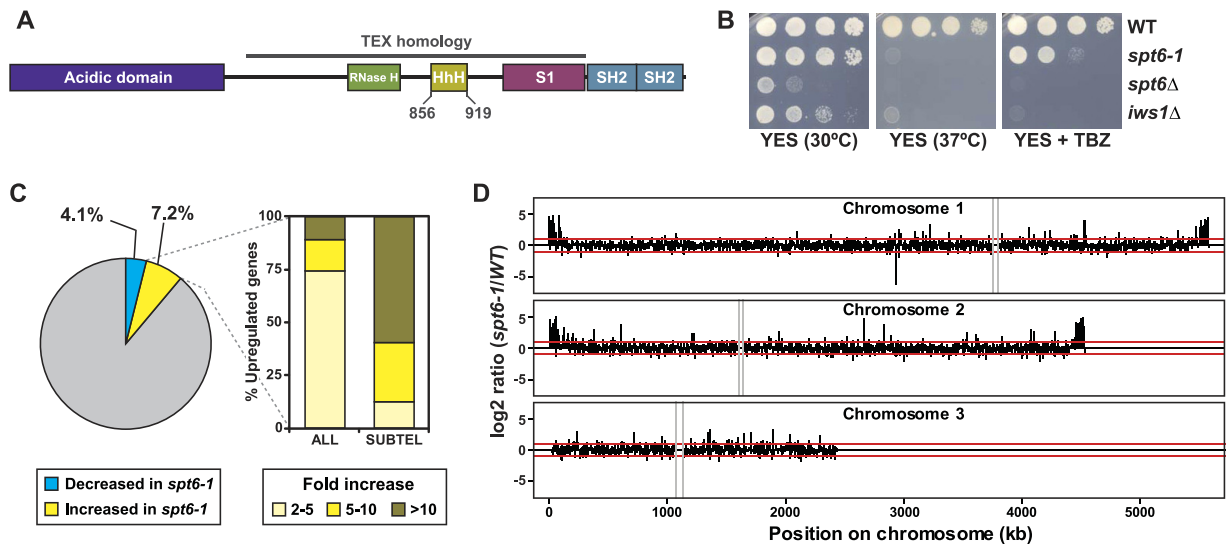 A
TEX homology
Acidic domain
RNase H
HhH
S1
SH2
SH2
856
919
B
WT
spt6-1
spt6Δ
iws1Δ
YES (30ºC)
YES (37ºC)
YES + TBZ
C
4.1%
7.2%
% Upregulated genes
100
75
50
25
0
ALL
SUBTEL
Decreased in spt6-1
Increased in spt6-1
Fold increase
2-5
5-10
>10
D
log2 ratio (spt6-1/WT)
Chromosome 1
5
0
-5
Chromosome 2
5
0
-5
Chromosome 3
5
0
-5
0
1000
2000
3000
4000
5000
Position on chromosome (kb)